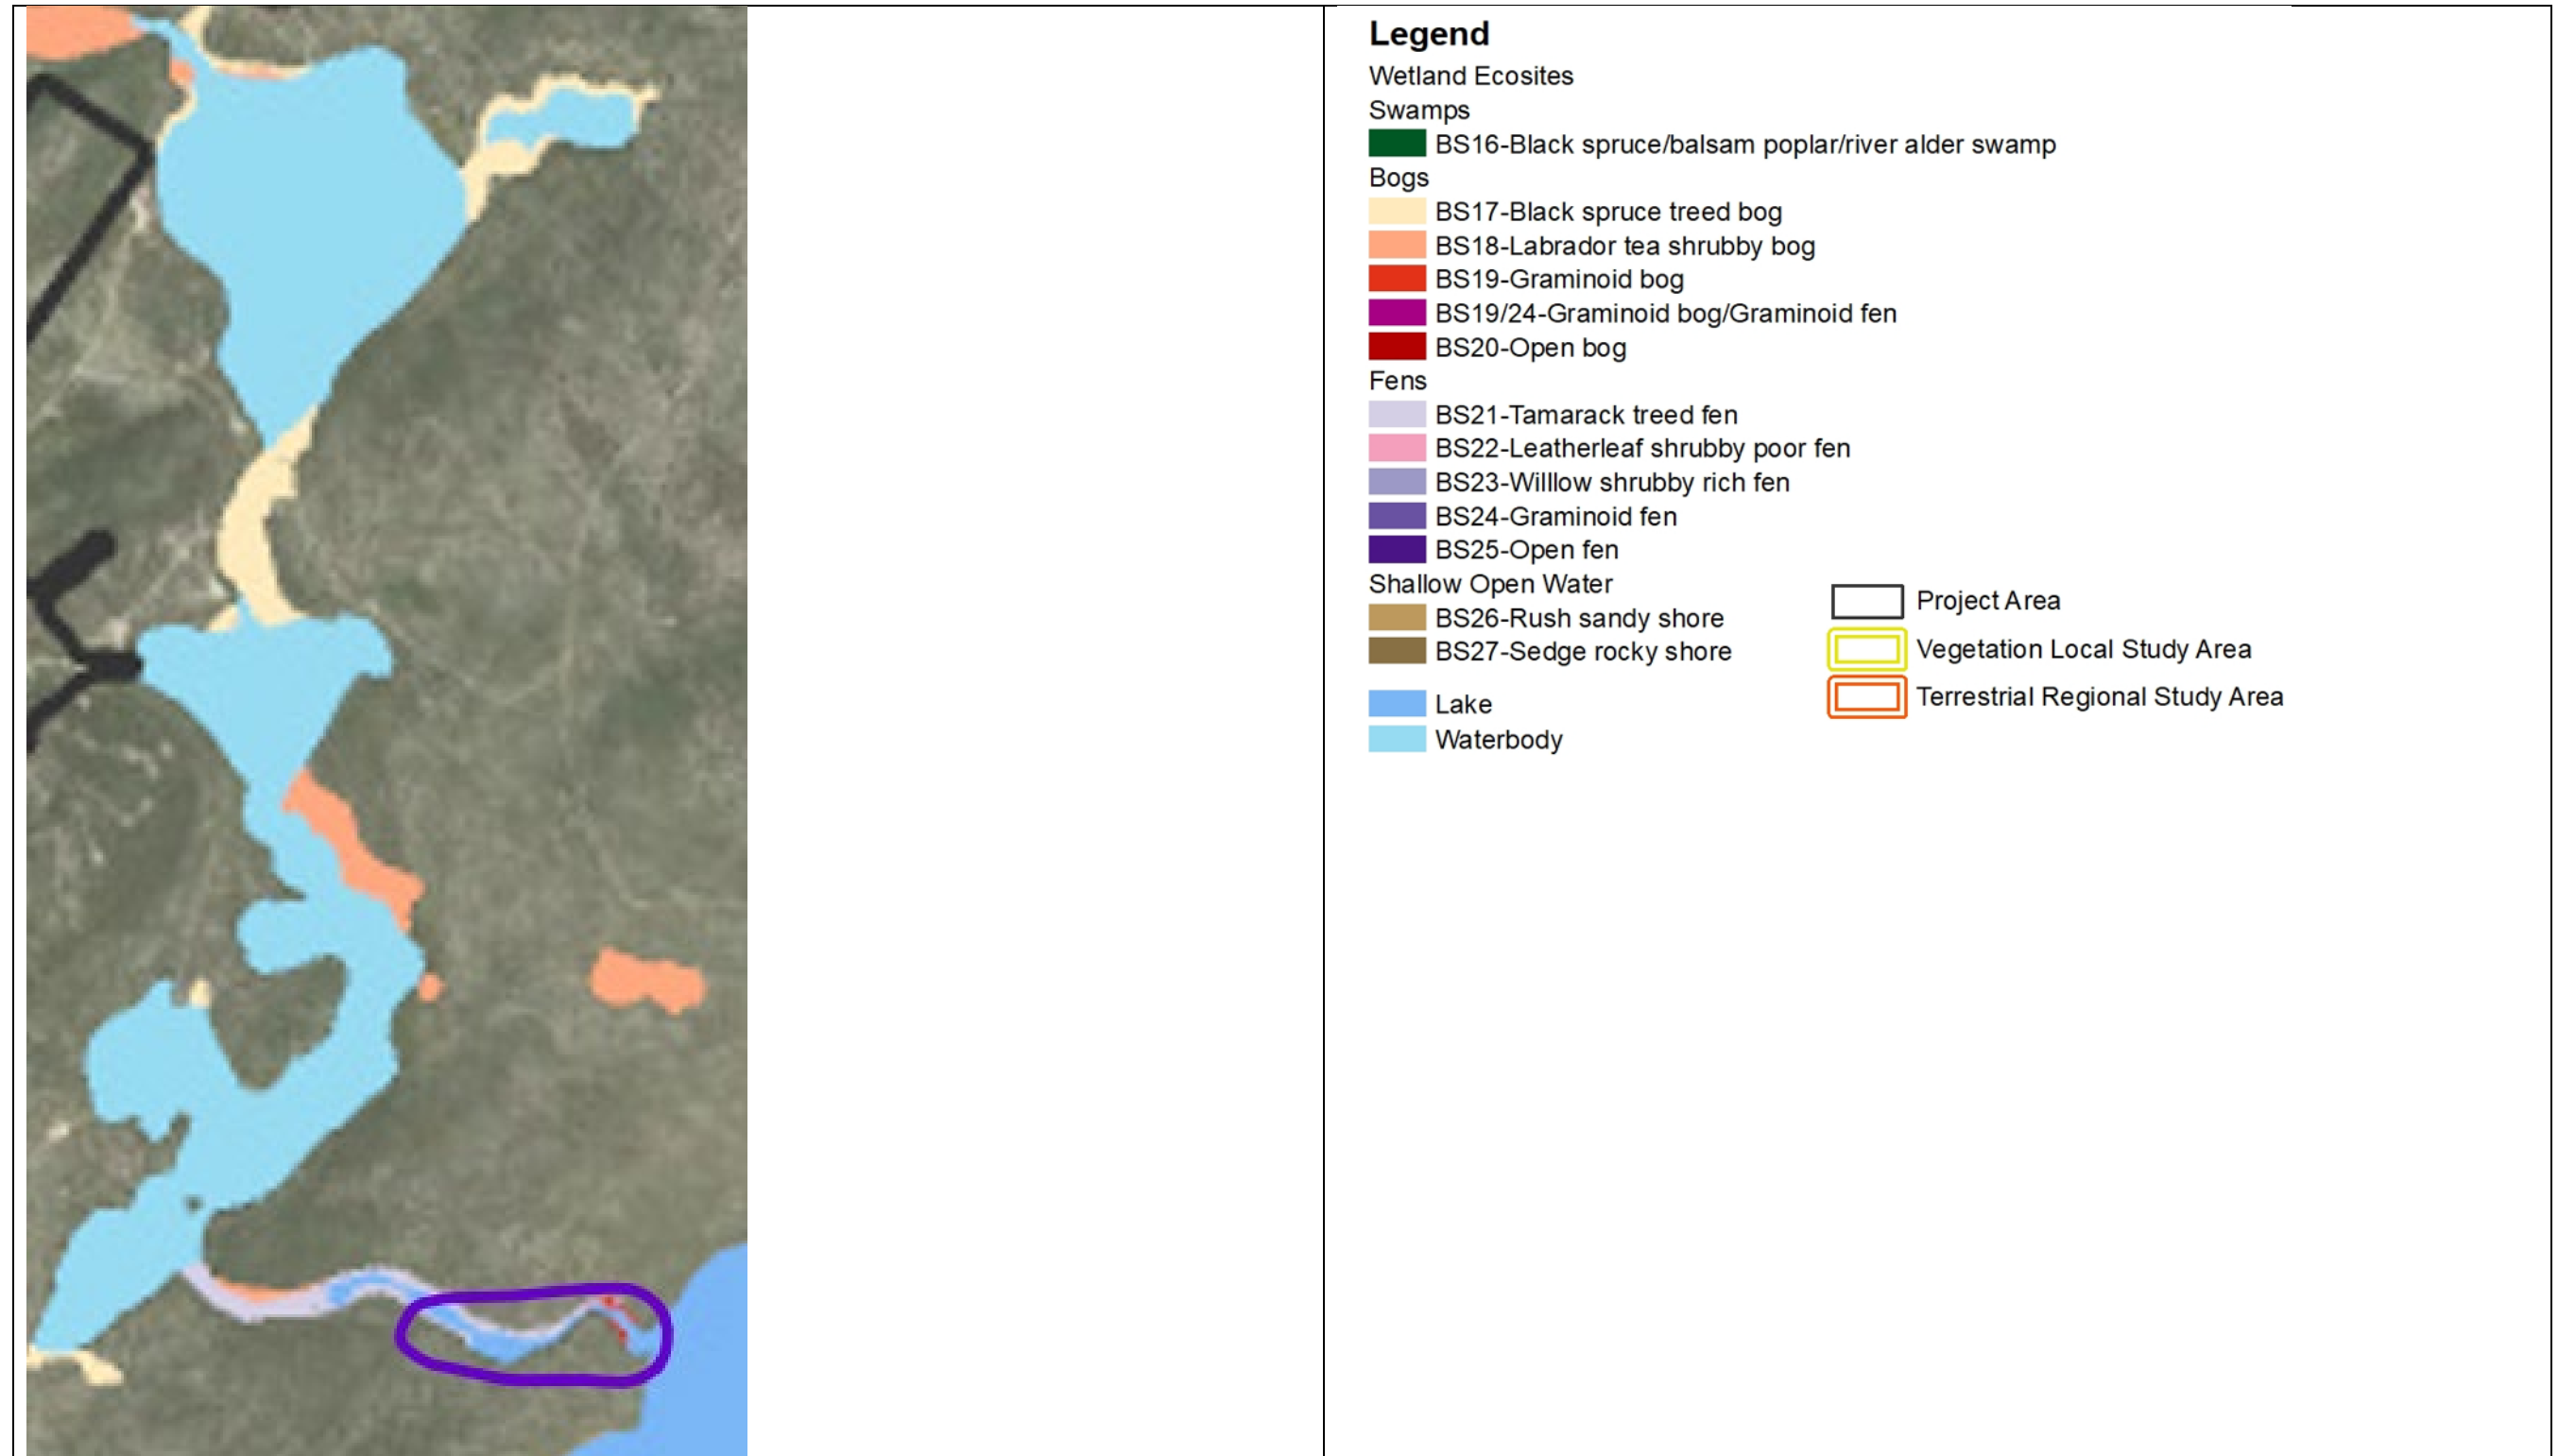 Legend
Wetland Ecosites
Swamps
BS16-Black spruce/balsam poplar/river alder swamp
Bogs
BS17-Black spruce treed bog
BS18-Labrador tea shrubby bog
BS19-Graminoid bog
BS19/24-Graminoid bog/Graminoid fen
BS20-Open bog
Fens
BS21-Tamarack treed fen
BS22-Leatherleaf shrubby poor fen
BS23-Willlow shrubby rich fen
BS24-Graminoid fen
BS25-Open fen
Shallow Open Water
BS26-Rush sandy shore
BS27-Sedge rocky shore
Lake
Waterbody
Project Area
Vegetation Local Study Area
Terrestrial Regional Study Area